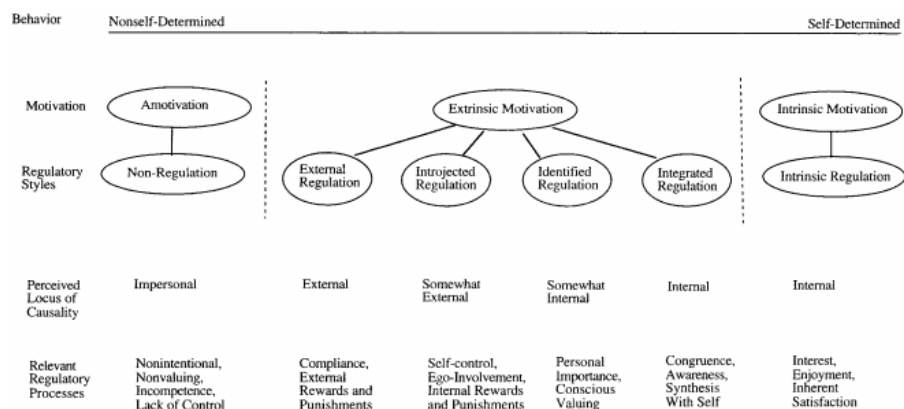 Behavior Nonself-Determined Self-Determined
Motivation Amotivation Extrinsic Motivation Intrinsic Motivation
Regulatory
Styles
Non-Regulation
External
Regulation
Introjected
Regulation
Identified
Regulation
Integrated
Regulation
Intrinsic Regulation
Perceived
Locus of
Causality
Impersonal
External
Somewhat
External
Somewhat
Internal
Internal
Internal
Relevant
Regulatory
Processes
Nonintentional,
Nonvaluing,
Incompetence,
Lack of Control
Compliance,
External
Rewards and
Punishments
Self-control,
Ego-Involvement,
Internal Rewards
and Punishments
Personal
Importance,
Conscious
Valuing
Congruence,
Awareness,
Synthesis
With Self
Interest,
Enjoyment,
Inherent
Satisfaction